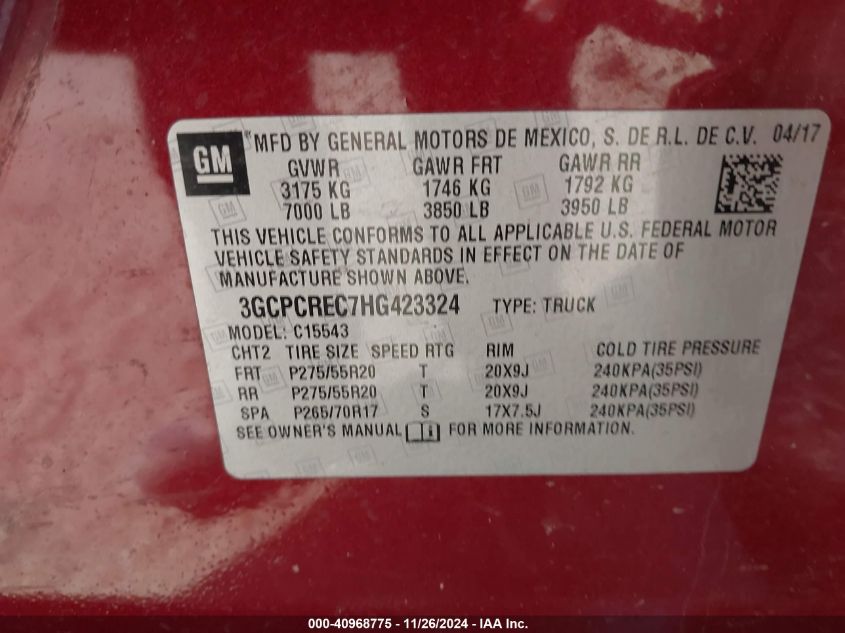 GM ® MFD BY GENERAL MOTORS DE MEXICO, S. DE R.L. DE C.V. 04/17
GVWR GAWR FRT GAWR RR
3175 KG 1746 KG 1792 KG
7000 LB 3850 LB 3950 LB
THIS VEHICLE CONFORMS TO ALL APPLICABLE U.S. FEDERAL MOTOR
VEHICLE SAFETY STANDARDS IN EFFECT ON THE DATE OF
MANUFACTURE SHOWN ABOVE.
3GCPCREC7HG423324 TYPE: TRUCK
MODEL: C15543
CHT2 TIRE SIZE SPEED RTG RIM COLD TIRE PRESSURE
FRT P275/55R20 T 20X9J 240KPA(35PSI)
RR P275/55R20 T 20X9J 240KPA(35PSI)
SPA P265/70R17 S 17X7.5J 240KPA(35PSI)
SEE OWNER'S MANUAL FOR MORE INFORMATION.
000-40968775 - 11/26/2024 - IAA Inc.